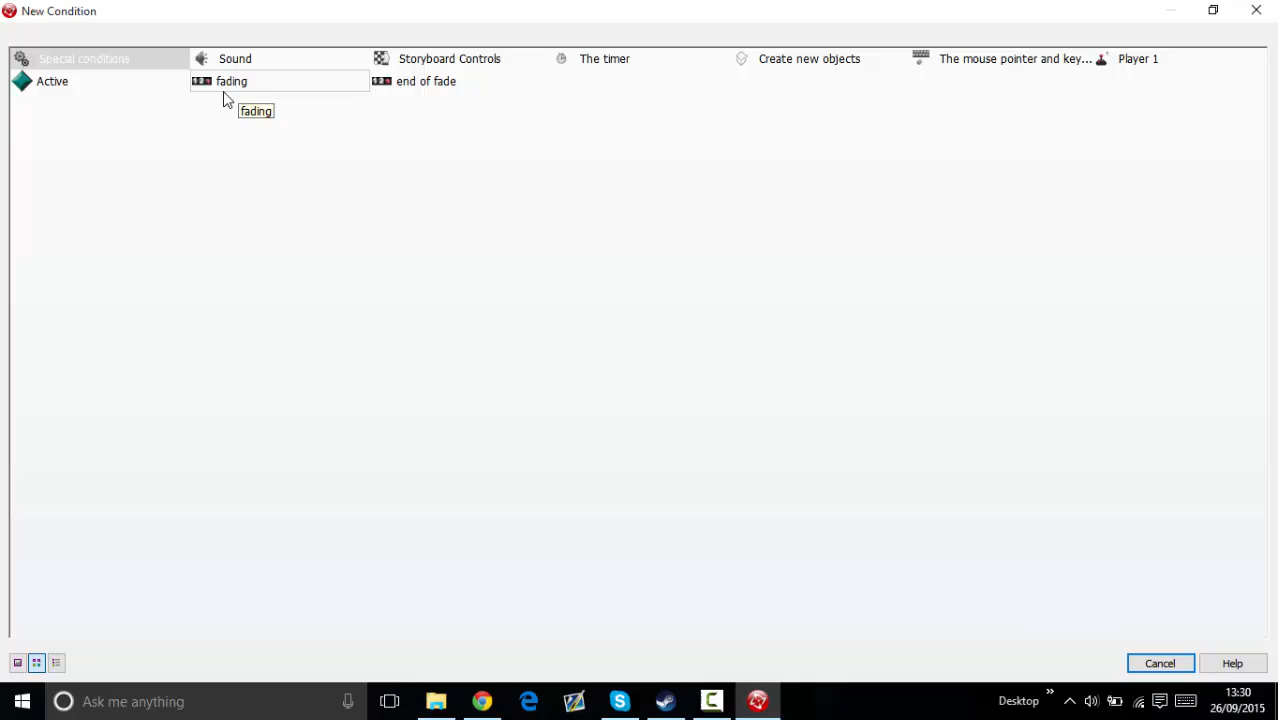 New Condition
Special conditions Sound Storyboard Controls The timer Create new objects The mouse pointer and key... Player 1
Active fading end of fade
fading
Cancel Help
Ask me anything Desktop 13:30
26/09/2015